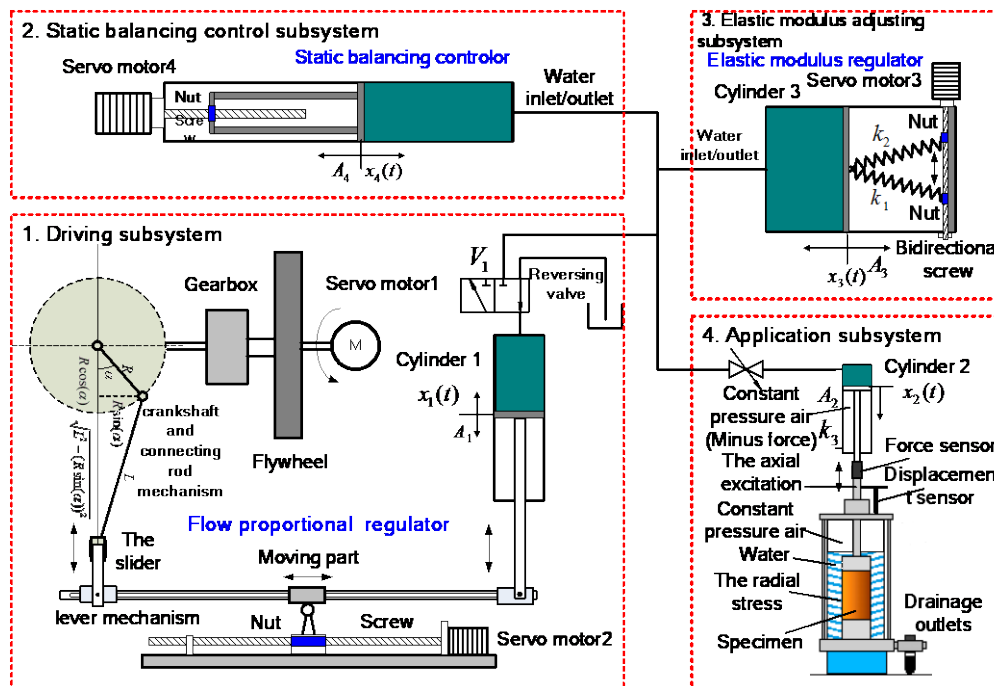 2. Static balancing control subsystem
Static balancing controlor
Servo motor4
Nut
Scre
w
Water
inlet/outlet
A₄ x₄(t)
3. Elastic modulus adjusting
subsystem
Elastic modulus regulator
Servo motor3
Cylinder 3
Nut
k₂
Water
inlet/outlet
k₁
Nut
Bidirectiona
screw
x₃(t) A₃
1. Driving subsystem
Gearbox
Servo motor1
M
V₁
Reversing
valve
Cylinder 1
x₁(t)
A₁
R
α
R cos(α)
R sin(α)
√L² − (R sin(α))²
L
crankshaft
and
connecting
rod
mechanism
Flywheel
Flow proportional regulator
The
slider
Moving part
lever mechanism
Nut
Screw
Servo motor2
4. Application subsystem
Cylinder 2
Constant
pressure air
(Minus force)
A₂
x₂(t)
k₃
Force sensor
The axial
excitation
Displacemen
t sensor
Constant
pressure air
Water
The radial
stress
Specimen
Drainage
outlets